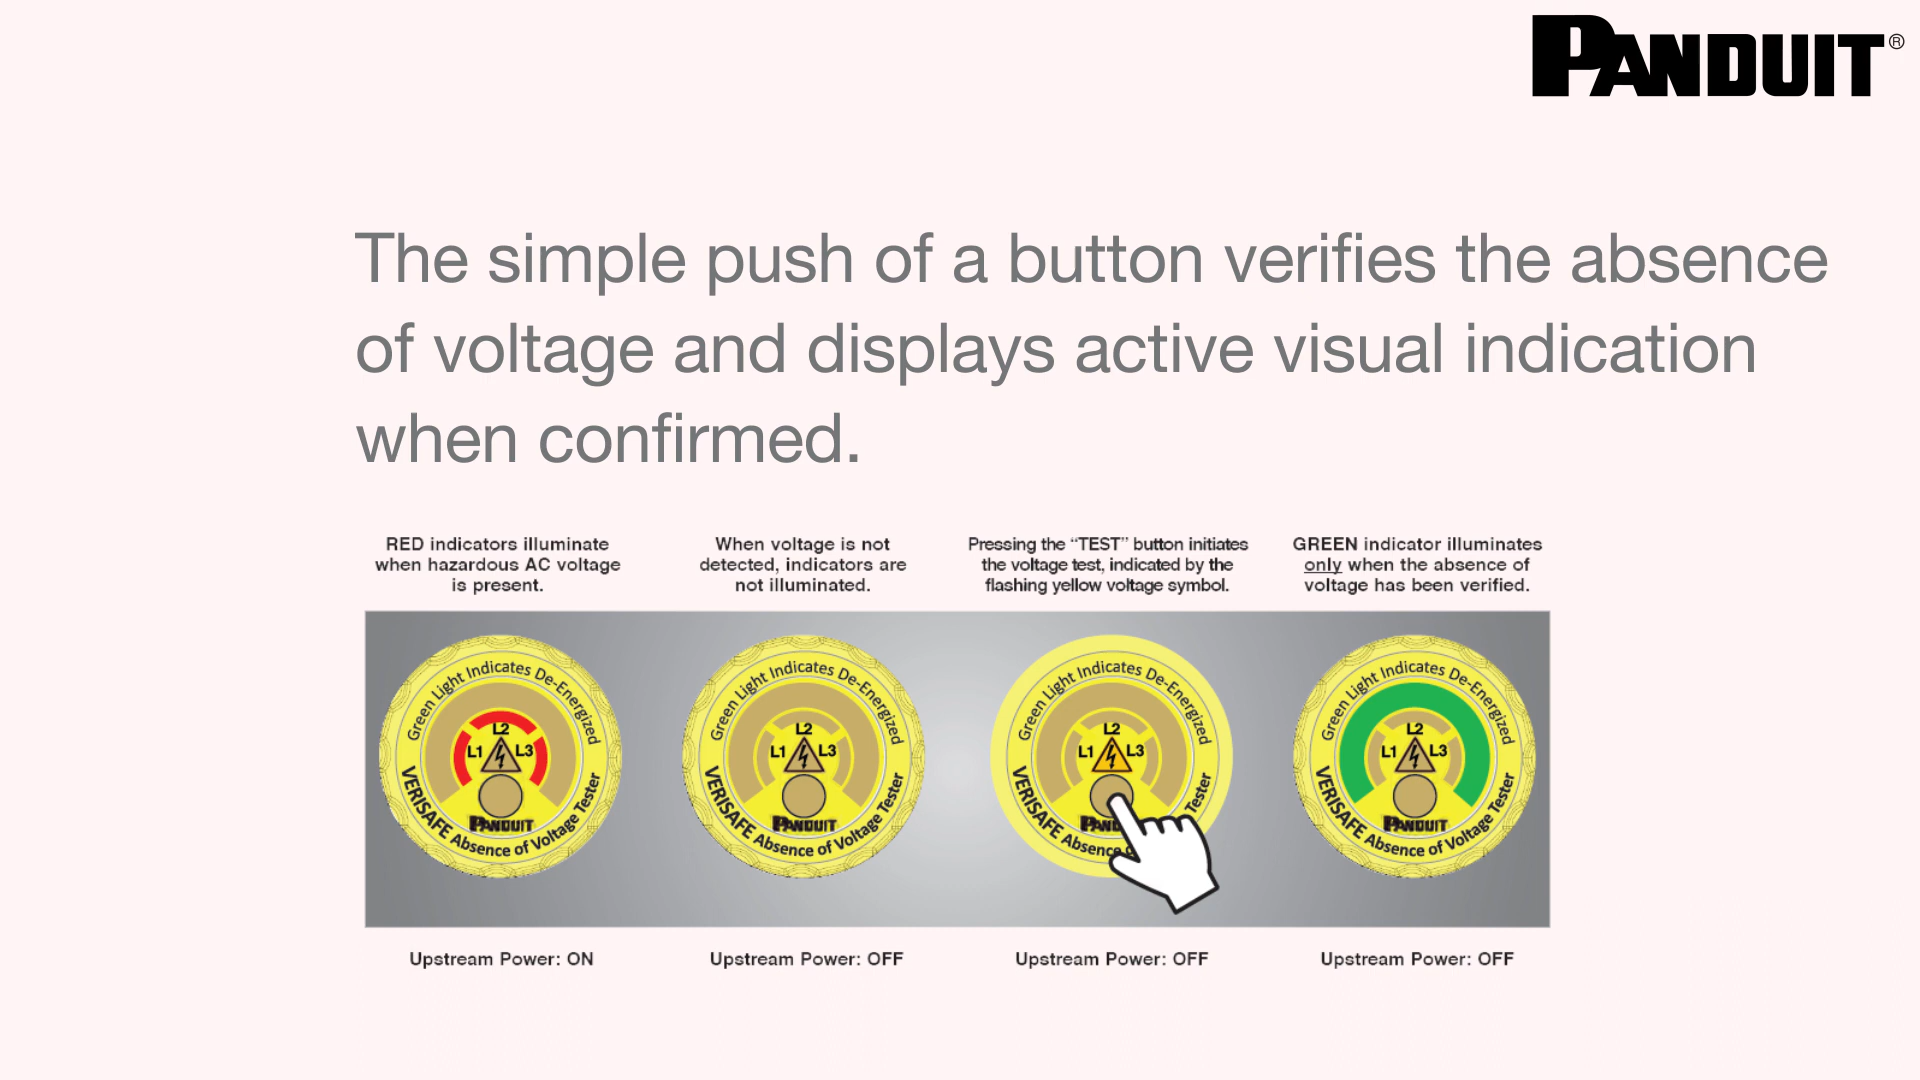 PANDUIT®
The simple push of a button verifies the absence
of voltage and displays active visual indication
when confirmed.
RED indicators illuminate
when hazardous AC voltage
is present.
When voltage is not
detected, indicators are
not illuminated.
Pressing the “TEST” button initiates
the voltage test, indicated by the
flashing yellow voltage symbol.
GREEN indicator illuminates
only when the absence of
voltage has been verified.
Green Light Indicates De-Energized
L2
L1 L3
PANDUIT
VERISAFE Absence of Voltage Tester
Green Light Indicates De-Energized
L2
L1 L3
PANDUIT
VERISAFE Absence of Voltage Tester
Green Light Indicates De-Energized
L2
L1 L3
VERISAFE Absence Tester
Green Light Indicates De-Energized
L2
L1 L3
PANDUIT
VERISAFE Absence of Voltage Tester
Upstream Power: ON
Upstream Power: OFF
Upstream Power: OFF
Upstream Power: OFF